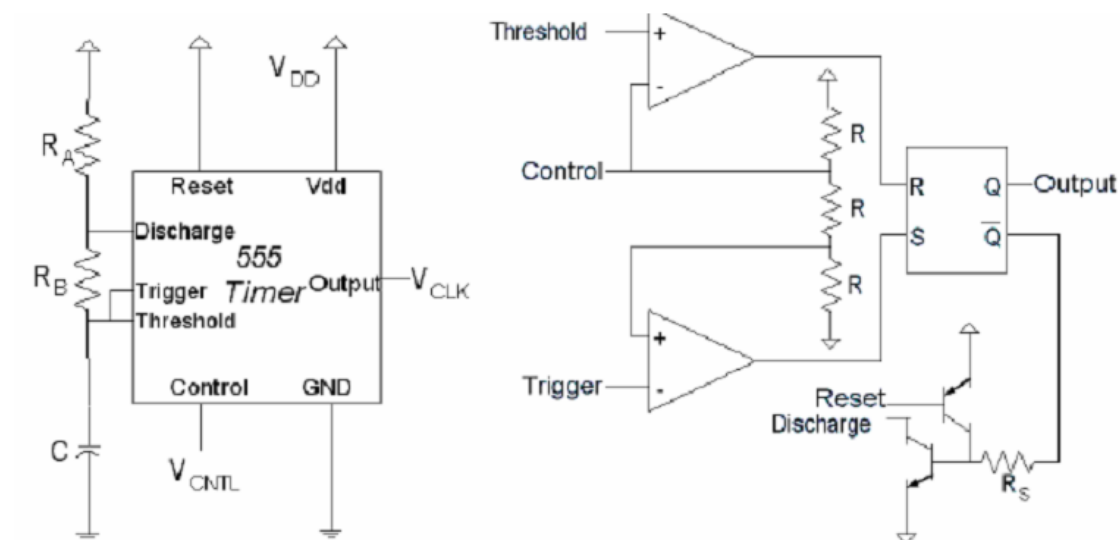 V_DD
R_A
Reset Vdd
Discharge
555
R_B
Trigger Timer Output V_CLK
Threshold
Control GND
C
V_CNTL
Threshold
+
-
R
Control
R Q Output
R
S Q̅
R
+
Trigger
-
Reset
Discharge
R_S